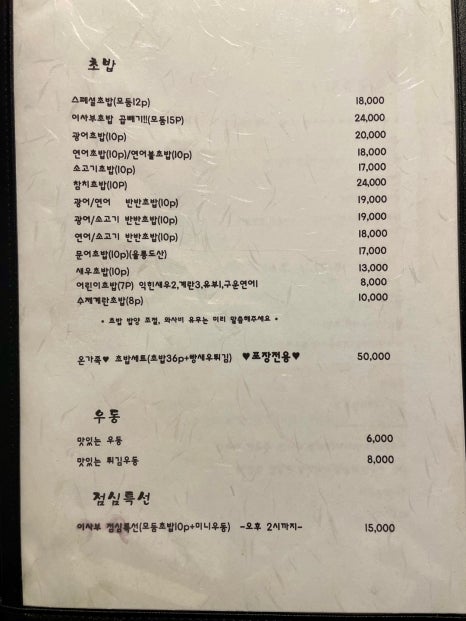 초밥
스페셜초밥(모둠12p) 18,000
이사부초밥 곱빼기!!(모둠15P) 24,000
광어초밥(10p) 20,000
연어초밥(10p)/연어불초밥(10p) 18,000
소고기초밥(10p) 17,000
참치초밥(10P) 24,000
광어/연어 반반초밥(10p) 19,000
광어/소고기 반반초밥(10p) 19,000
연어/소고기 반반초밥(10p) 18,000
문어초밥(10p)(울릉도산) 17,000
새우초밥(10p) 13,000
어린이초밥(7P) 익힌새우2,계란3,유부1,구운연어1 8,000
수제계란초밥(8p) 10,000
* 초밥 밥양 조절, 와사비 유무는 미리 말씀해주세요 *
온가족♥ 초밥세트(초밥36p+빵새우튀김) ♥포장전용♥ 50,000
우동
맛있는 우동 6,000
맛있는 튀김우동 8,000
점심특선
이사부 점심특선(모둠초밥10p+미니우동) -오후 2시까지- 15,000